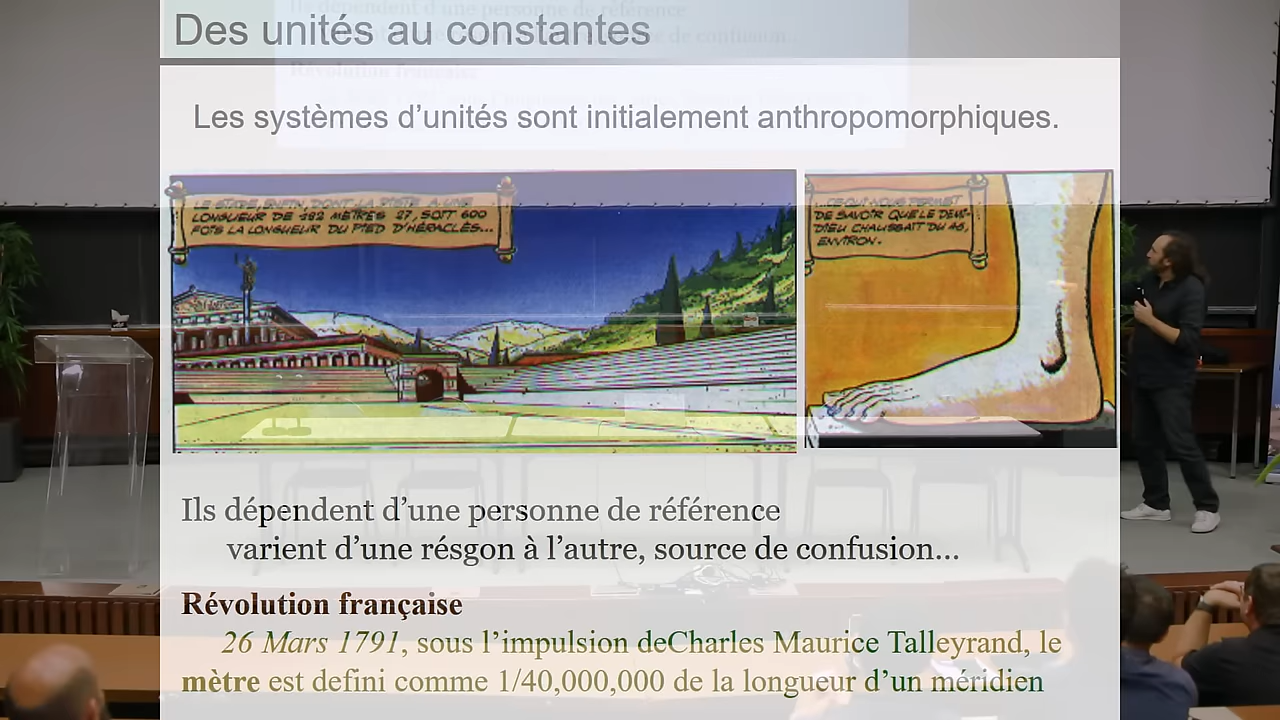 Des unités au constantes
Les systèmes d’unités sont initialement anthropomorphiques.
LE STADE, ENFIN, DONT LA PISTE A UNE
LONGUEUR DE 192 METRES 27, SOIT 600
FOIS LA LONGUEUR DU PIED D'HERACLES...
...CE QUI NOUS PERMET
DE SAVOIR QUE LE DEMI-
DIEU CHAUSSAIT DU 46,
ENVIRON.
Ils dépendent d’une personne de référence
varient d’une résgon à l’autre, source de confusion...
Révolution française
26 Mars 1791, sous l’impulsion deCharles Maurice Talleyrand, le
mètre est defini comme 1/40,000,000 de la longueur d’un méridien